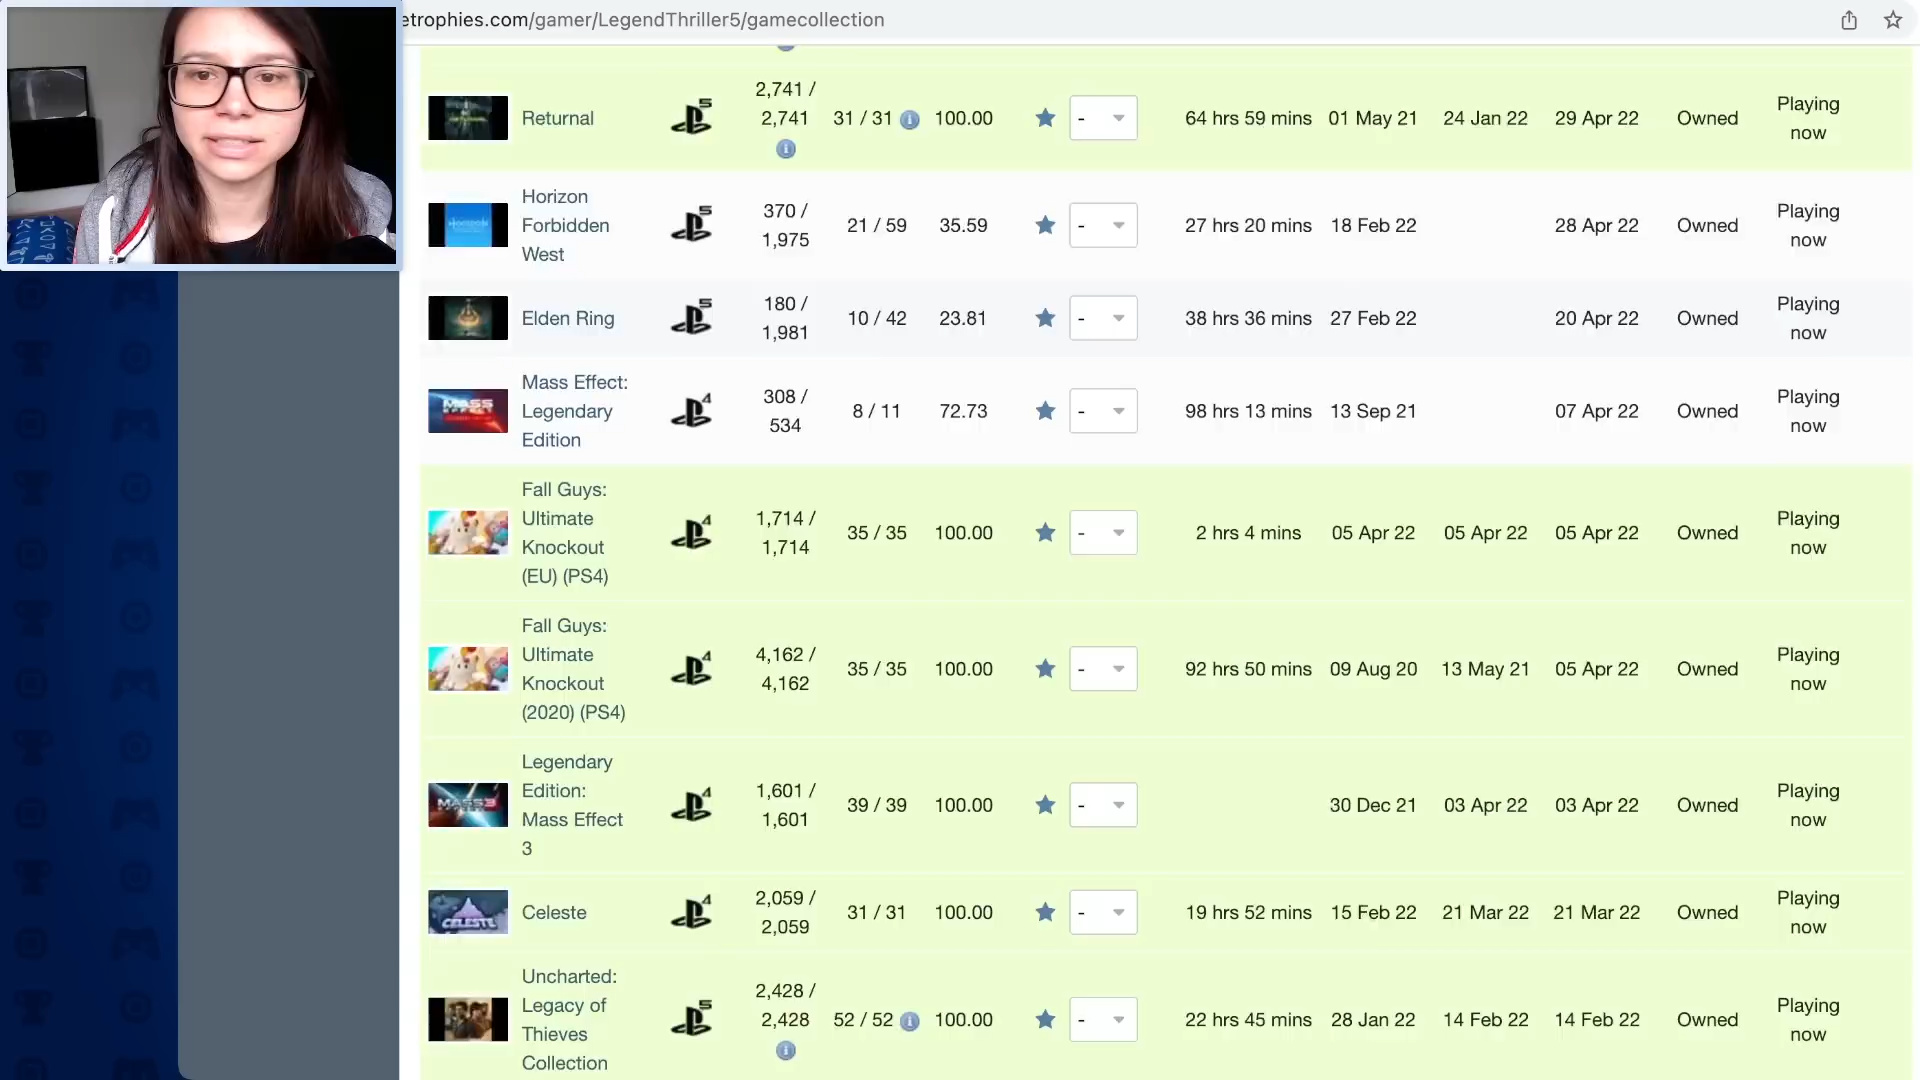 etrophies.com/gamer/LegendThriller5/gamecollection
Returnal
2,741 /
2,741
31 / 31
100.00
-
64 hrs 59 mins
01 May 21
24 Jan 22
29 Apr 22
Owned
Playing
now
Horizon
Forbidden
West
370 /
1,975
21 / 59
35.59
-
27 hrs 20 mins
18 Feb 22
28 Apr 22
Owned
Playing
now
Elden Ring
180 /
1,981
10 / 42
23.81
-
38 hrs 36 mins
27 Feb 22
20 Apr 22
Owned
Playing
now
Mass Effect:
Legendary
Edition
308 /
534
8 / 11
72.73
-
98 hrs 13 mins
13 Sep 21
07 Apr 22
Owned
Playing
now
Fall Guys:
Ultimate
Knockout
(EU) (PS4)
1,714 /
1,714
35 / 35
100.00
-
2 hrs 4 mins
05 Apr 22
05 Apr 22
05 Apr 22
Owned
Playing
now
Fall Guys:
Ultimate
Knockout
(2020) (PS4)
4,162 /
4,162
35 / 35
100.00
-
92 hrs 50 mins
09 Aug 20
13 May 21
05 Apr 22
Owned
Playing
now
Legendary
Edition:
Mass Effect
3
1,601 /
1,601
39 / 39
100.00
-
30 Dec 21
03 Apr 22
03 Apr 22
Owned
Playing
now
CELESTE
Celeste
2,059 /
2,059
31 / 31
100.00
-
19 hrs 52 mins
15 Feb 22
21 Mar 22
21 Mar 22
Owned
Playing
now
Uncharted:
Legacy of
Thieves
Collection
2,428 /
2,428
52 / 52
100.00
-
22 hrs 45 mins
28 Jan 22
14 Feb 22
14 Feb 22
Owned
Playing
now